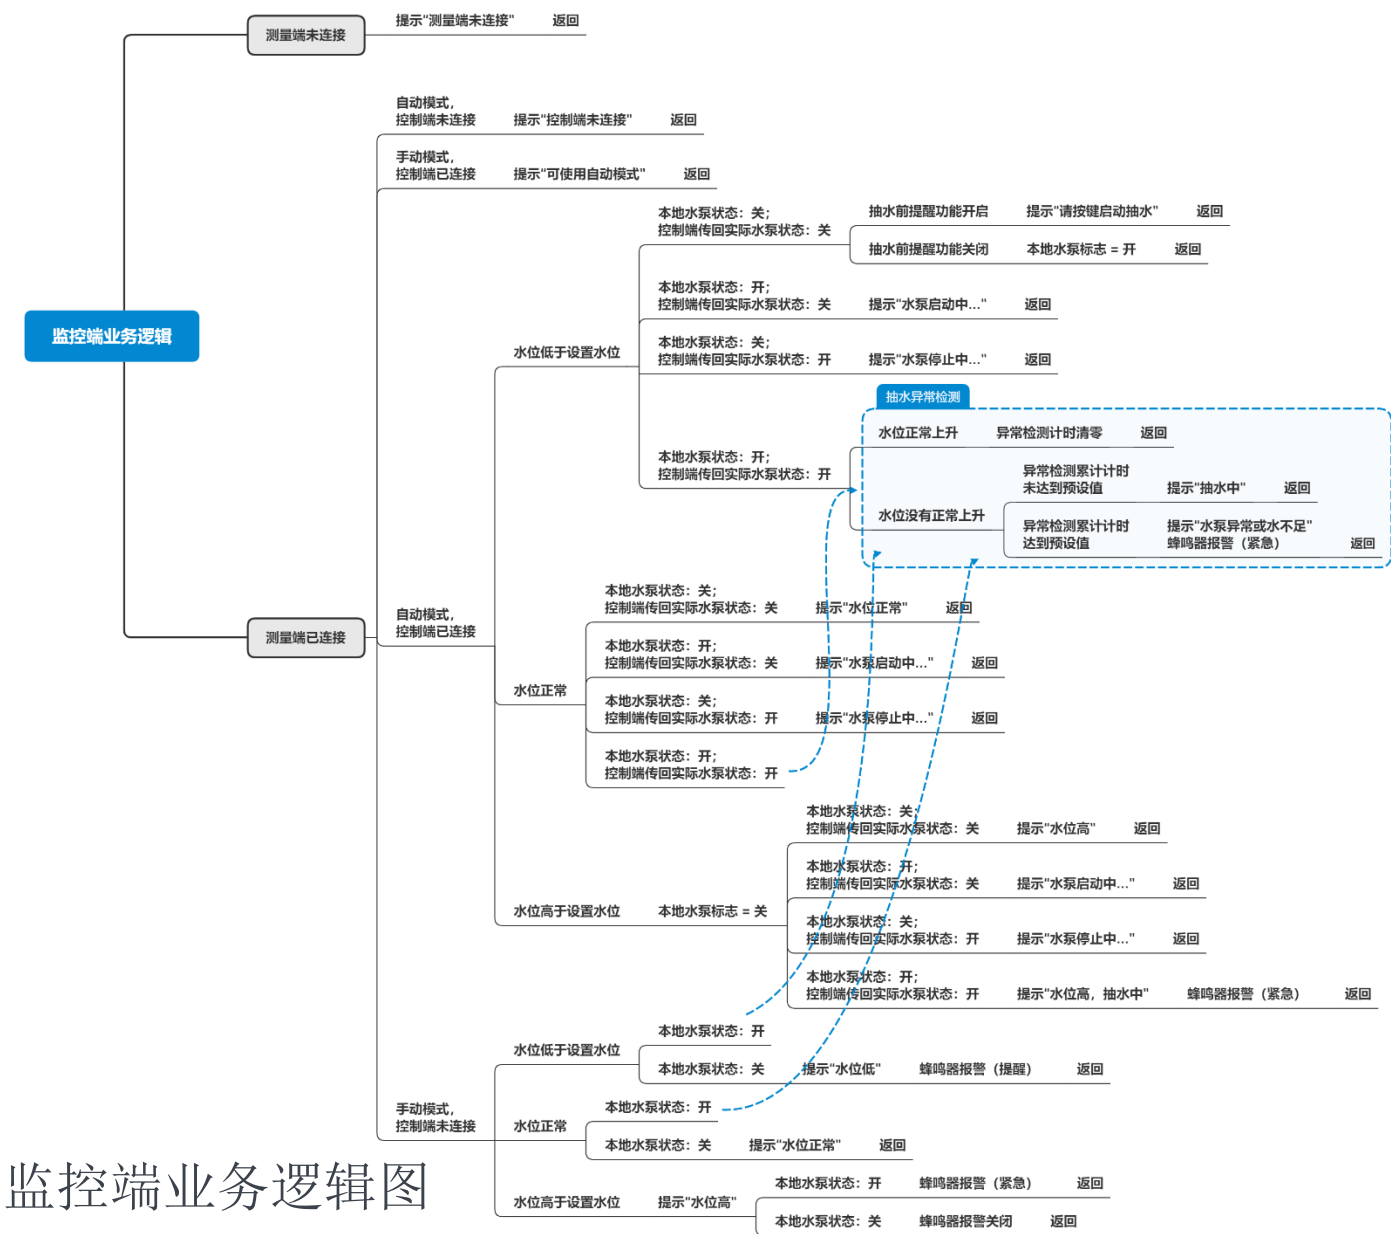 测量端未连接
提示"测量端未连接" 返回
自动模式，
控制端未连接 提示"控制端未连接" 返回
手动模式，
控制端已连接 提示"可使用自动模式" 返回
监控端业务逻辑
测量端已连接
自动模式，
控制端已连接
水位低于设置水位
本地水泵状态：关；
控制端传回实际水泵状态：关
抽水前提醒功能开启 提示"请按键启动抽水" 返回
抽水前提醒功能关闭 本地水泵标志 = 开 返回
本地水泵状态：开；
控制端传回实际水泵状态：关 提示"水泵启动中..." 返回
本地水泵状态：关；
控制端传回实际水泵状态：开 提示"水泵停止中..." 返回
本地水泵状态：开；
控制端传回实际水泵状态：开
抽水异常检测
水位正常上升 异常检测计时清零 返回
水位没有正常上升
异常检测累计计时
未达到预设值 提示"抽水中" 返回
异常检测累计计时
达到预设值
提示"水泵异常或水不足"
蜂鸣器报警（紧急） 返回
水位正常
本地水泵状态：关；
控制端传回实际水泵状态：关 提示"水位正常" 返回
本地水泵状态：开；
控制端传回实际水泵状态：关 提示"水泵启动中..." 返回
本地水泵状态：关；
控制端传回实际水泵状态：开 提示"水泵停止中..." 返回
本地水泵状态：开；
控制端传回实际水泵状态：开
水位高于设置水位 本地水泵标志 = 关
本地水泵状态：关；
控制端传回实际水泵状态：关 提示"水位高" 返回
本地水泵状态：开；
控制端传回实际水泵状态：关 提示"水泵启动中..." 返回
本地水泵状态：关；
控制端传回实际水泵状态：开 提示"水泵停止中..." 返回
本地水泵状态：开；
控制端传回实际水泵状态：开 提示"水位高，抽水中" 蜂鸣器报警（紧急） 返回
手动模式，
控制端未连接
水位低于设置水位
本地水泵状态：开
本地水泵状态：关 提示"水位低" 蜂鸣器报警（提醒） 返回
水位正常
本地水泵状态：开
本地水泵状态：关 提示"水位正常" 返回
水位高于设置水位 提示"水位高"
本地水泵状态：开 蜂鸣器报警（紧急） 返回
本地水泵状态：关 蜂鸣器报警关闭 返回
监控端业务逻辑图